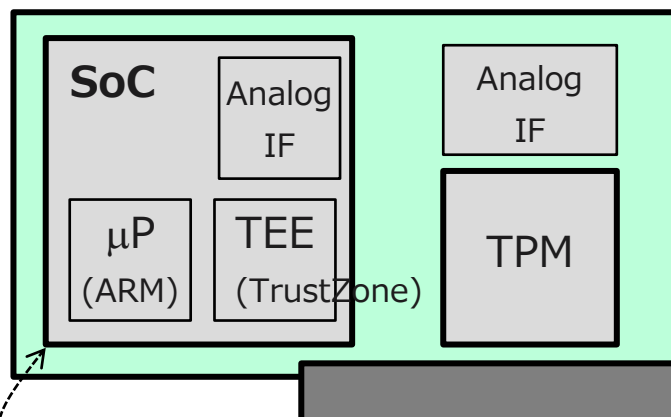 SoC
Analog
IF
μP
(ARM)
TEE
(TrustZone)
Analog
IF
TPM